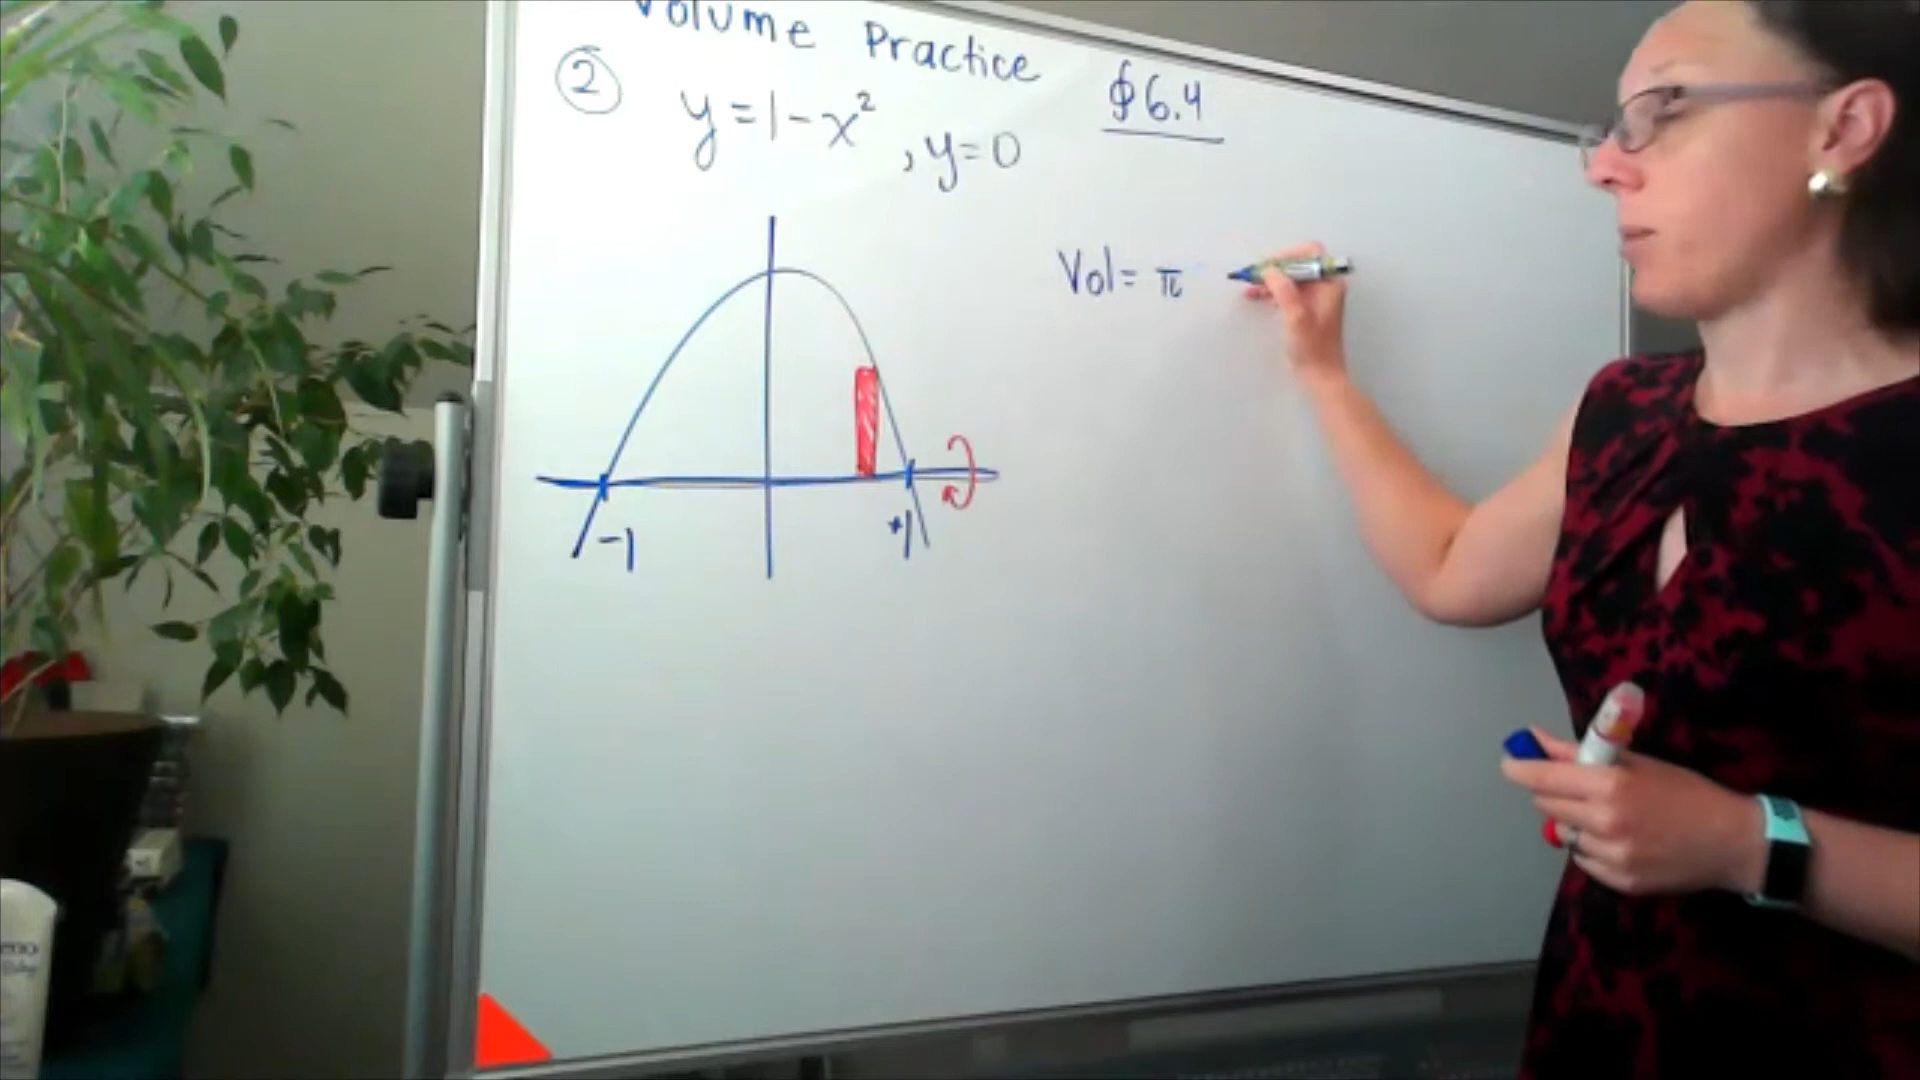 Volume Practice §6.4
② y=1-x², y=0
Vol= π
-1 +1